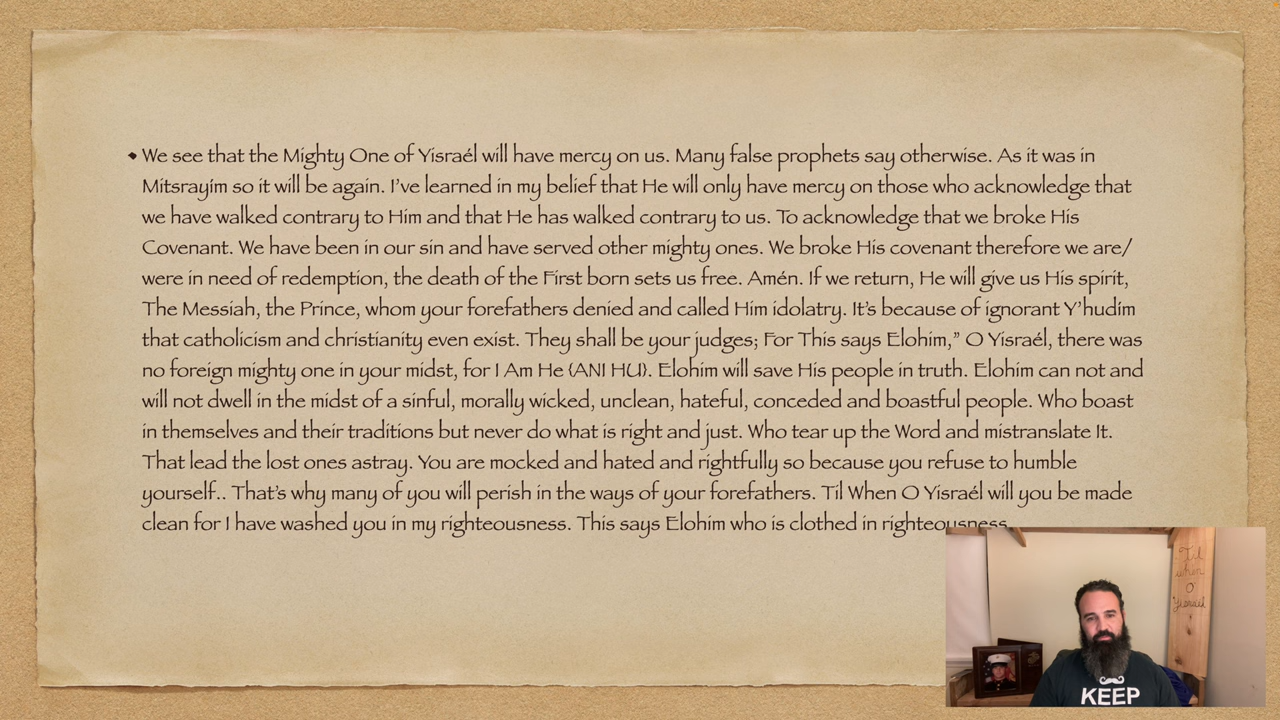 • We see that the Mighty One of Yisraél will have mercy on us. Many false prophets say otherwise. As it was in
Mitsrayim so it will be again. I've learned in my belief that He will only have mercy on those who acknowledge that
we have walked contrary to Him and that He has walked contrary to us. To acknowledge that we broke His
Covenant. We have been in our sin and have served other mighty ones. We broke His covenant therefore we are/
were in need of redemption, the death of the First born sets us free. Amén. If we return, He will give us His spirit,
The Messiah, the Prince, whom your forefathers denied and called Him idolatry. It's because of ignorant Y'hudim
that catholicism and christianity even exist. They shall be your judges; For This says Elohim," O Yisraél, there was
no foreign mighty one in your midst, for I Am He (ANI HU). Elohim will save His people in truth. Elohim can not and
will not dwell in the midst of a sinful, morally wicked, unclean, hateful, conceded and boastful people. Who boast
in themselves and their traditions but never do what is right and just. Who tear up the Word and mistranslate It.
That lead the lost ones astray. You are mocked and hated and rightfully so because you refuse to humble
yourself.. That's why many of you will perish in the ways of your forefathers. Til When O Yisraél will you be made
clean for I have washed you in my righteousness. This says Elohim who is clothed in righteousness.
Til
when
O'
Yisraél
KEEP